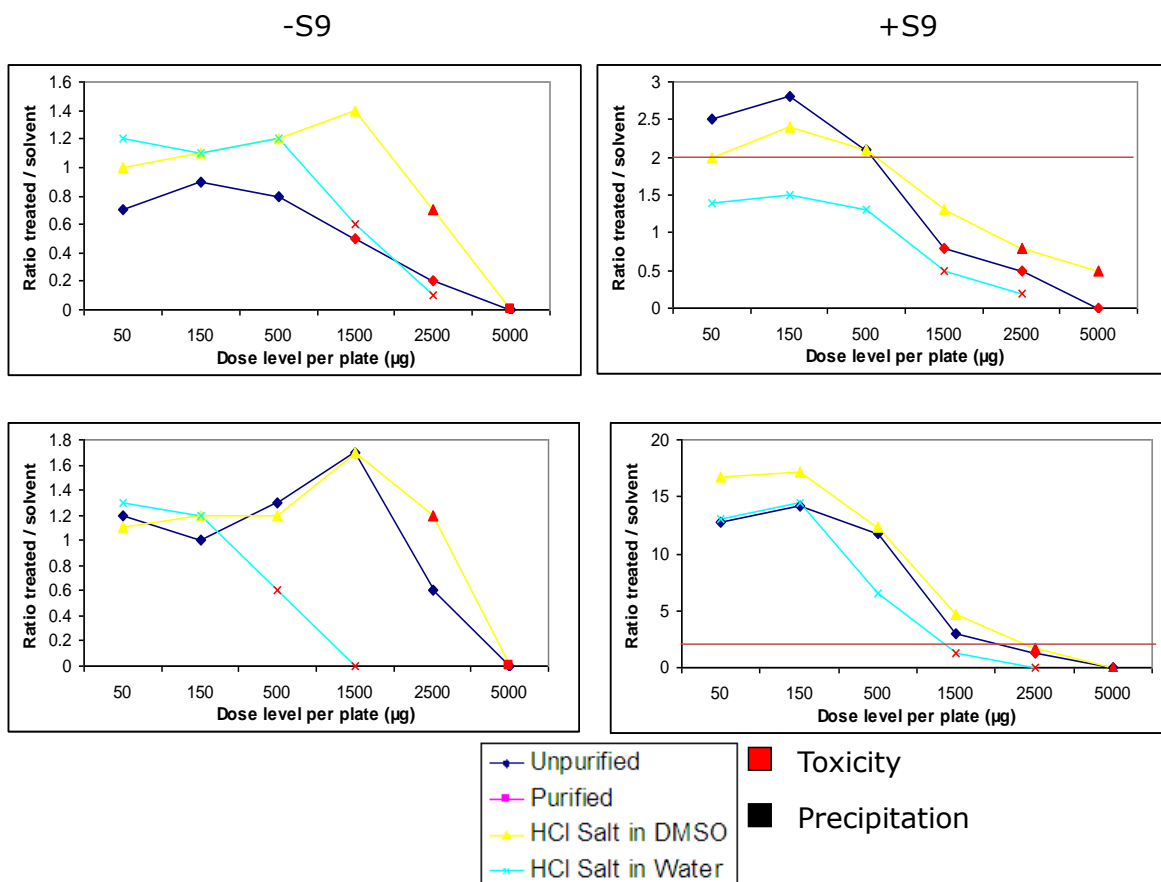 -S9
+S9
Ratio treated / solvent
1.6
1.4
1.2
1
0.8
0.6
0.4
0.2
0
50 150 500 1500 2500 5000
Dose level per plate (µg)
Ratio treated / solvent
3
2.5
2
1.5
1
0.5
0
50 150 500 1500 2500 5000
Dose level per plate (µg)
Ratio treated / solvent
1.8
1.6
1.4
1.2
1
0.8
0.6
0.4
0.2
0
50 150 500 1500 2500 5000
Dose level per plate (µg)
Ratio treated / solvent
20
15
10
5
0
50 150 500 1500 2500 5000
Dose level per plate (µg)
Unpurified
Purified
HCl Salt in DMSO
HCl Salt in Water
Toxicity
Precipitation